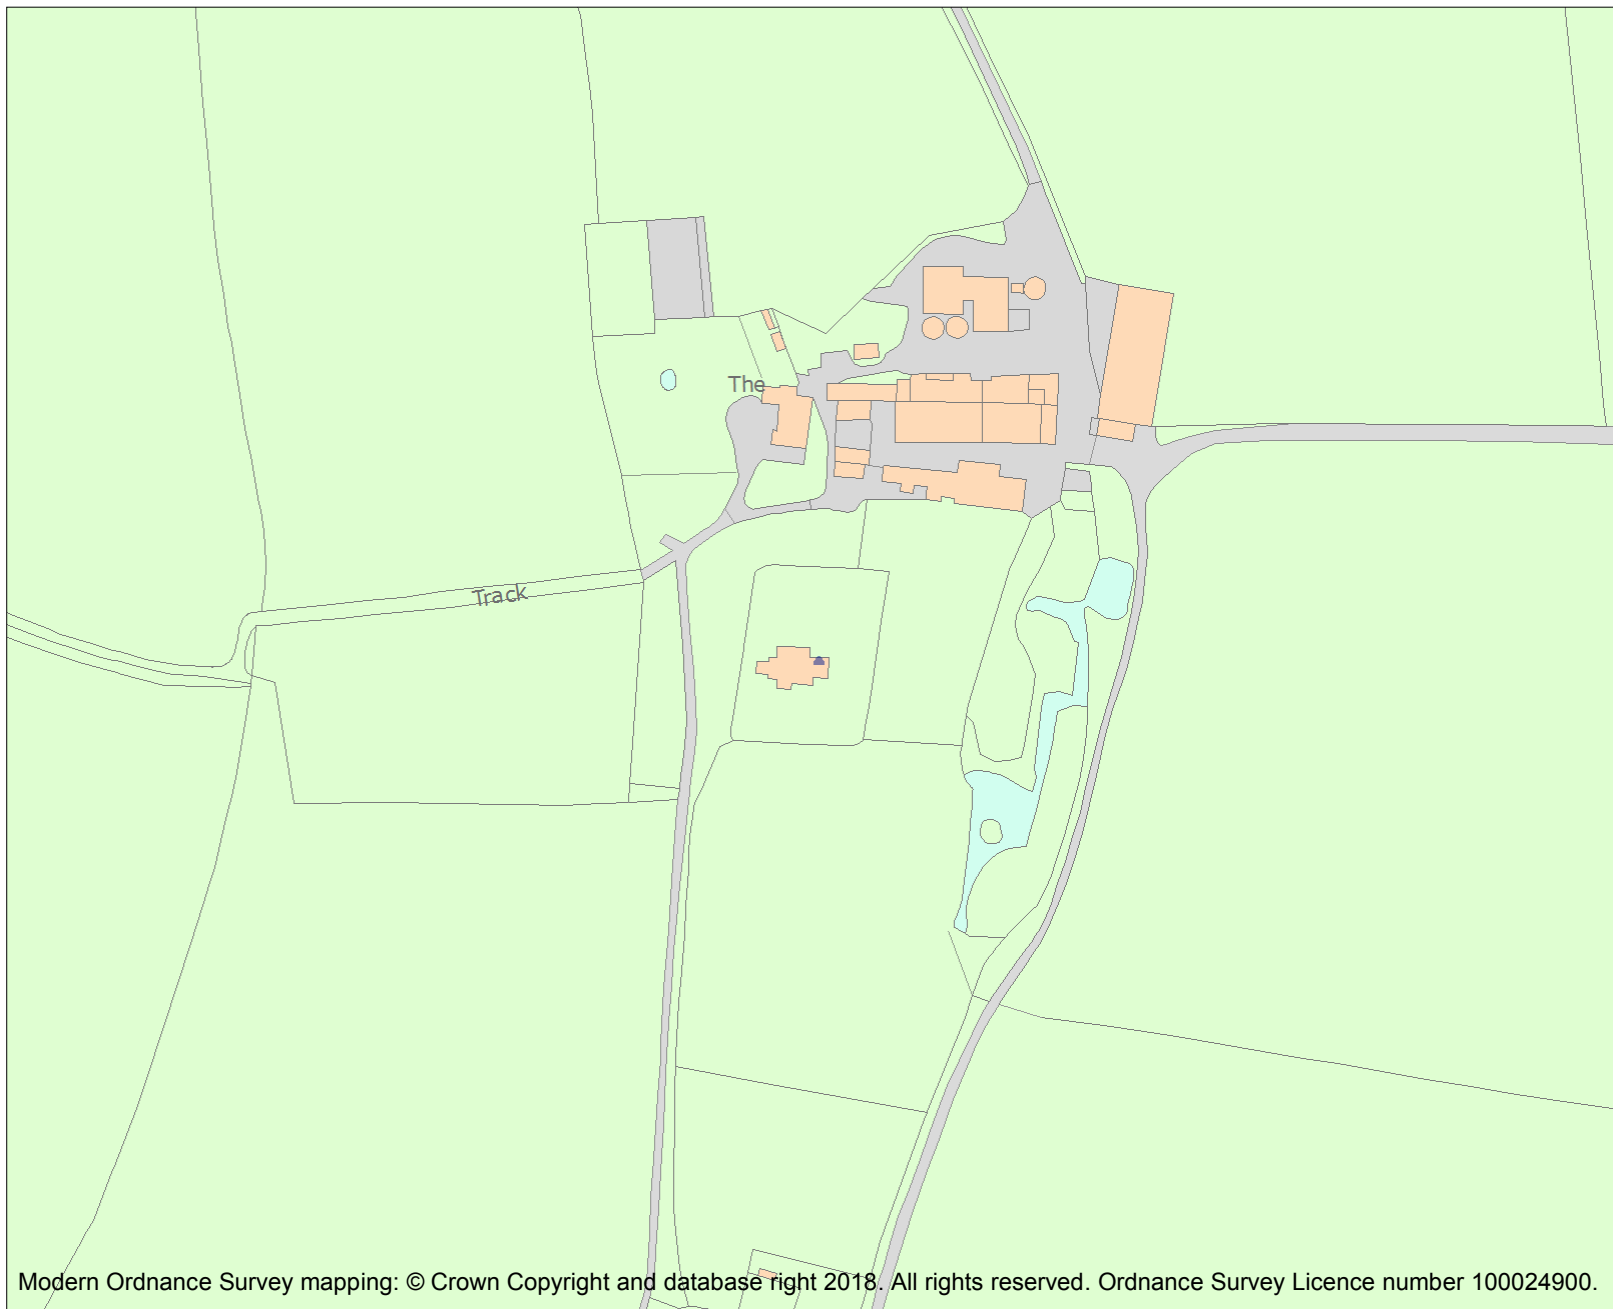 The
Track
Modern Ordnance Survey mapping: © Crown Copyright and database right 2018. All rights reserved. Ordnance Survey Licence number 100024900.